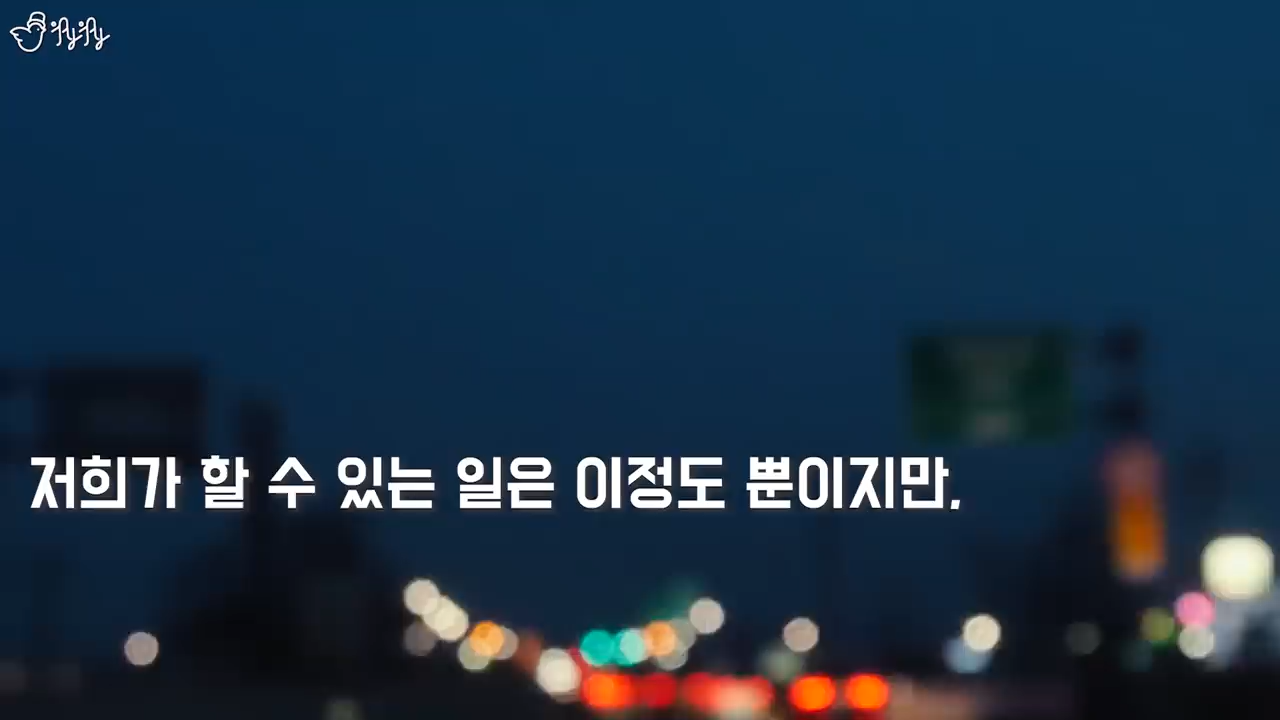 저희가 할 수 있는 일은 이정도 뿐이지만,